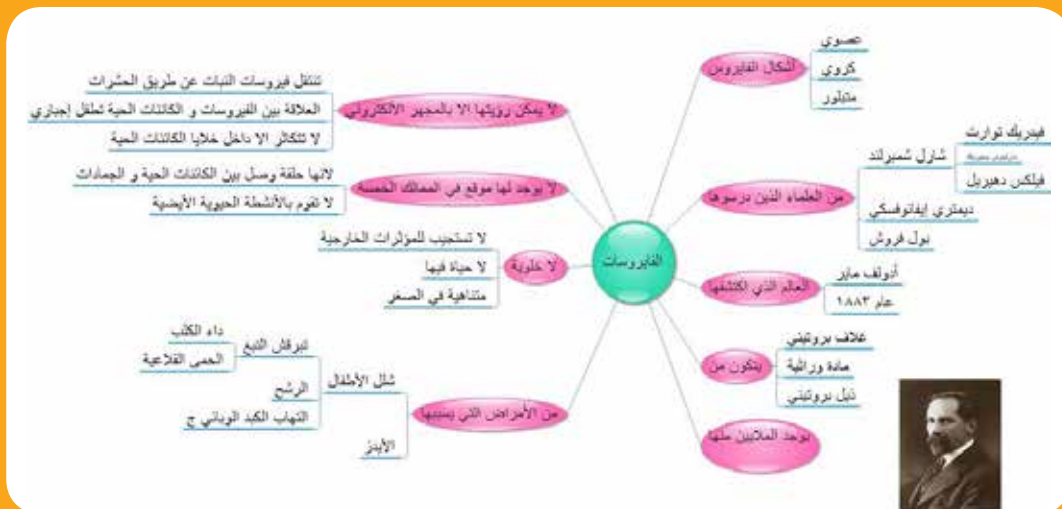 الفايروسات
أشكال الفايروس
عصوي
كروي
متبلور
من العلماء الذين درسوها
شارل شمبرلند
فيدريك توارت
فيلكس دهيريل
ديمتري إيفانوفسكي
بول فروش
العالم الذي اكتشفها
أدولف ماير
عام ١٨٨٣
يتكون من
غلاف بروتيني
مادة وراثية
ذيل بروتيني
يوجد الملايين منها
لا يمكن رؤيتها الا بالمجهر الألكتروني
تنتقل فيروسات النبات عن طريق الحشرات
العلاقة بين الفيروسات و الكائنات الحية تطفل إجباري
لا تتكاثر الا داخل خلايا الكائنات الحية
لا يوجد لها موقع في الممالك الخمسة
لانها حلقة وصل بين الكائنات الحية و الجمادات
لا تقوم بالأنشطة الحيوية الأيضية
لا خلوية
لا تستجيب للمؤثرات الخارجية
لا حياة فيها
متناهية في الصغر
من الأمراض التي يسببها
شلل الأطفال
تبرقش التبغ
داء الكلب
الحمى القلاعية
الرشح
التهاب الكبد الوبائي ج
الأيدز